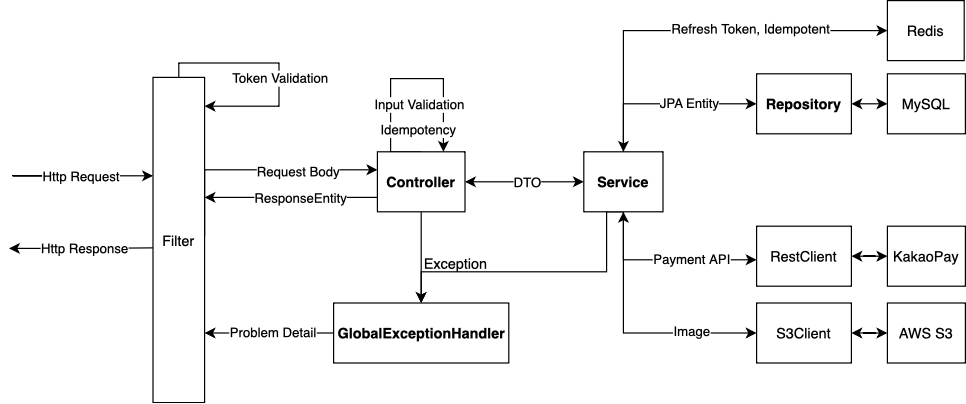 Refresh Token, Idempotent
Redis
Token Validation
Input Validation
Idempotency
JPA Entity
Repository
MySQL
Http Request
Request Body
Controller
DTO
Service
ResponseEntity
Filter
Http Response
Exception
Payment API
RestClient
KakaoPay
Problem Detail
GlobalExceptionHandler
Image
S3Client
AWS S3